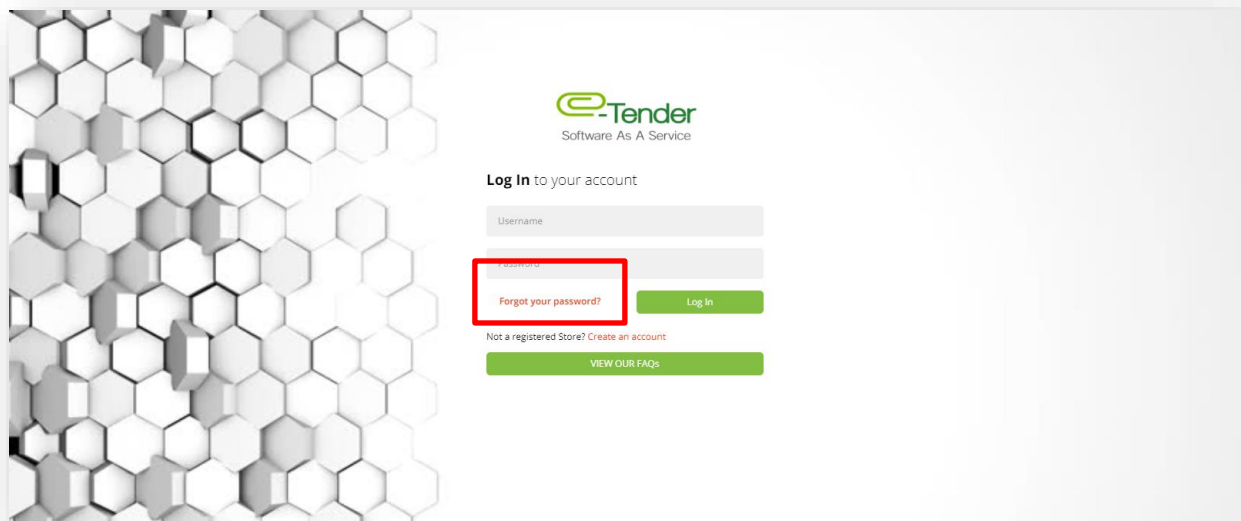 e-Tender
Software As A Service
Log In to your account
Username
Password
Forgot your password?
Log In
Not a registered Store? Create an account
VIEW OUR FAQs